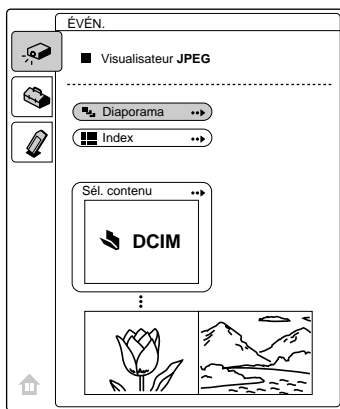 ÉVÉN.
Visualisateur JPEG
Diaporama
Index
Sél. contenu
DCIM